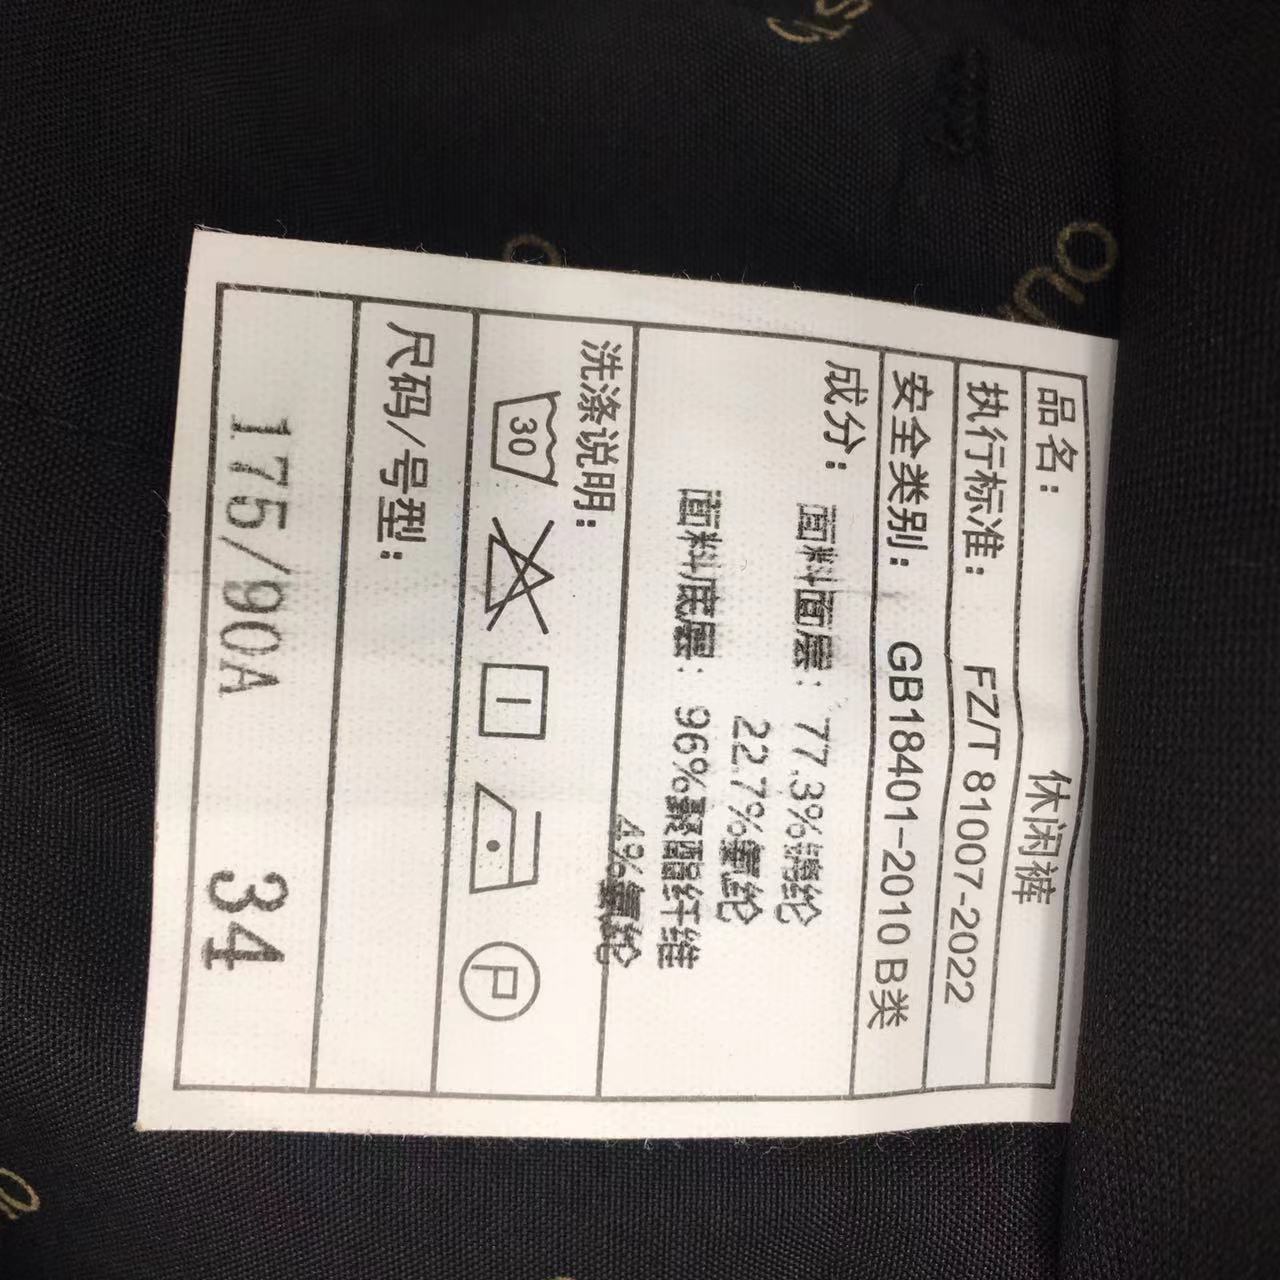 品名： 休闲裤
执行标准： FZ/T 81007-2022
安全类别： GB18401-2010 B类
成分： 面料面层： 77.3%锦纶
22.7%氨纶
面料底层： 96%聚酯纤维
4%氨纶
洗涤说明：
30
P
尺码/号型：
175/90A 34